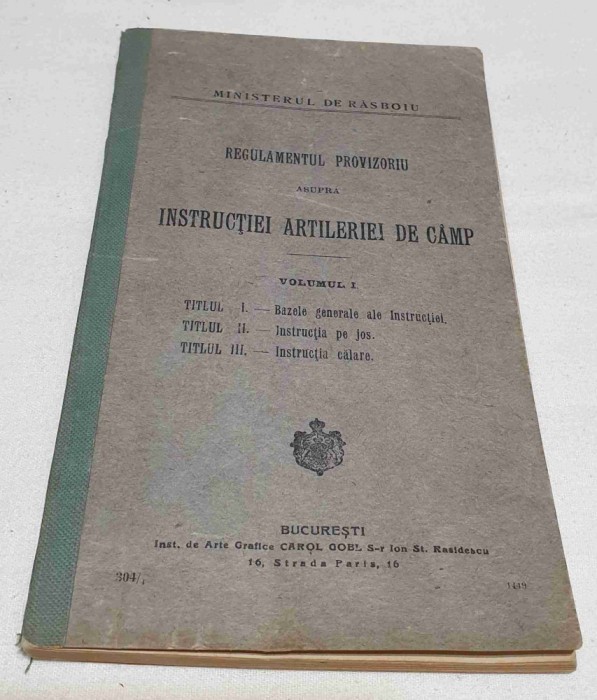 MINISTERUL DE RĂSBOIU
REGULAMENTUL PROVIZORIU
ASUPRA
INSTRUCŢIEI ARTILERIEI DE CÂMP
VOLUMUL I
TITLUL I. — Bazele generale ale Instrucţiei.
TITLUL II. — Instrucţia pe jos.
TITLUL III. — Instrucţia călare.
BUCUREŞTI
Inst. de Arte Grafice CAROL GOBL S-r Ion St. Rasidescu
16, Strada Paris, 16
304/,